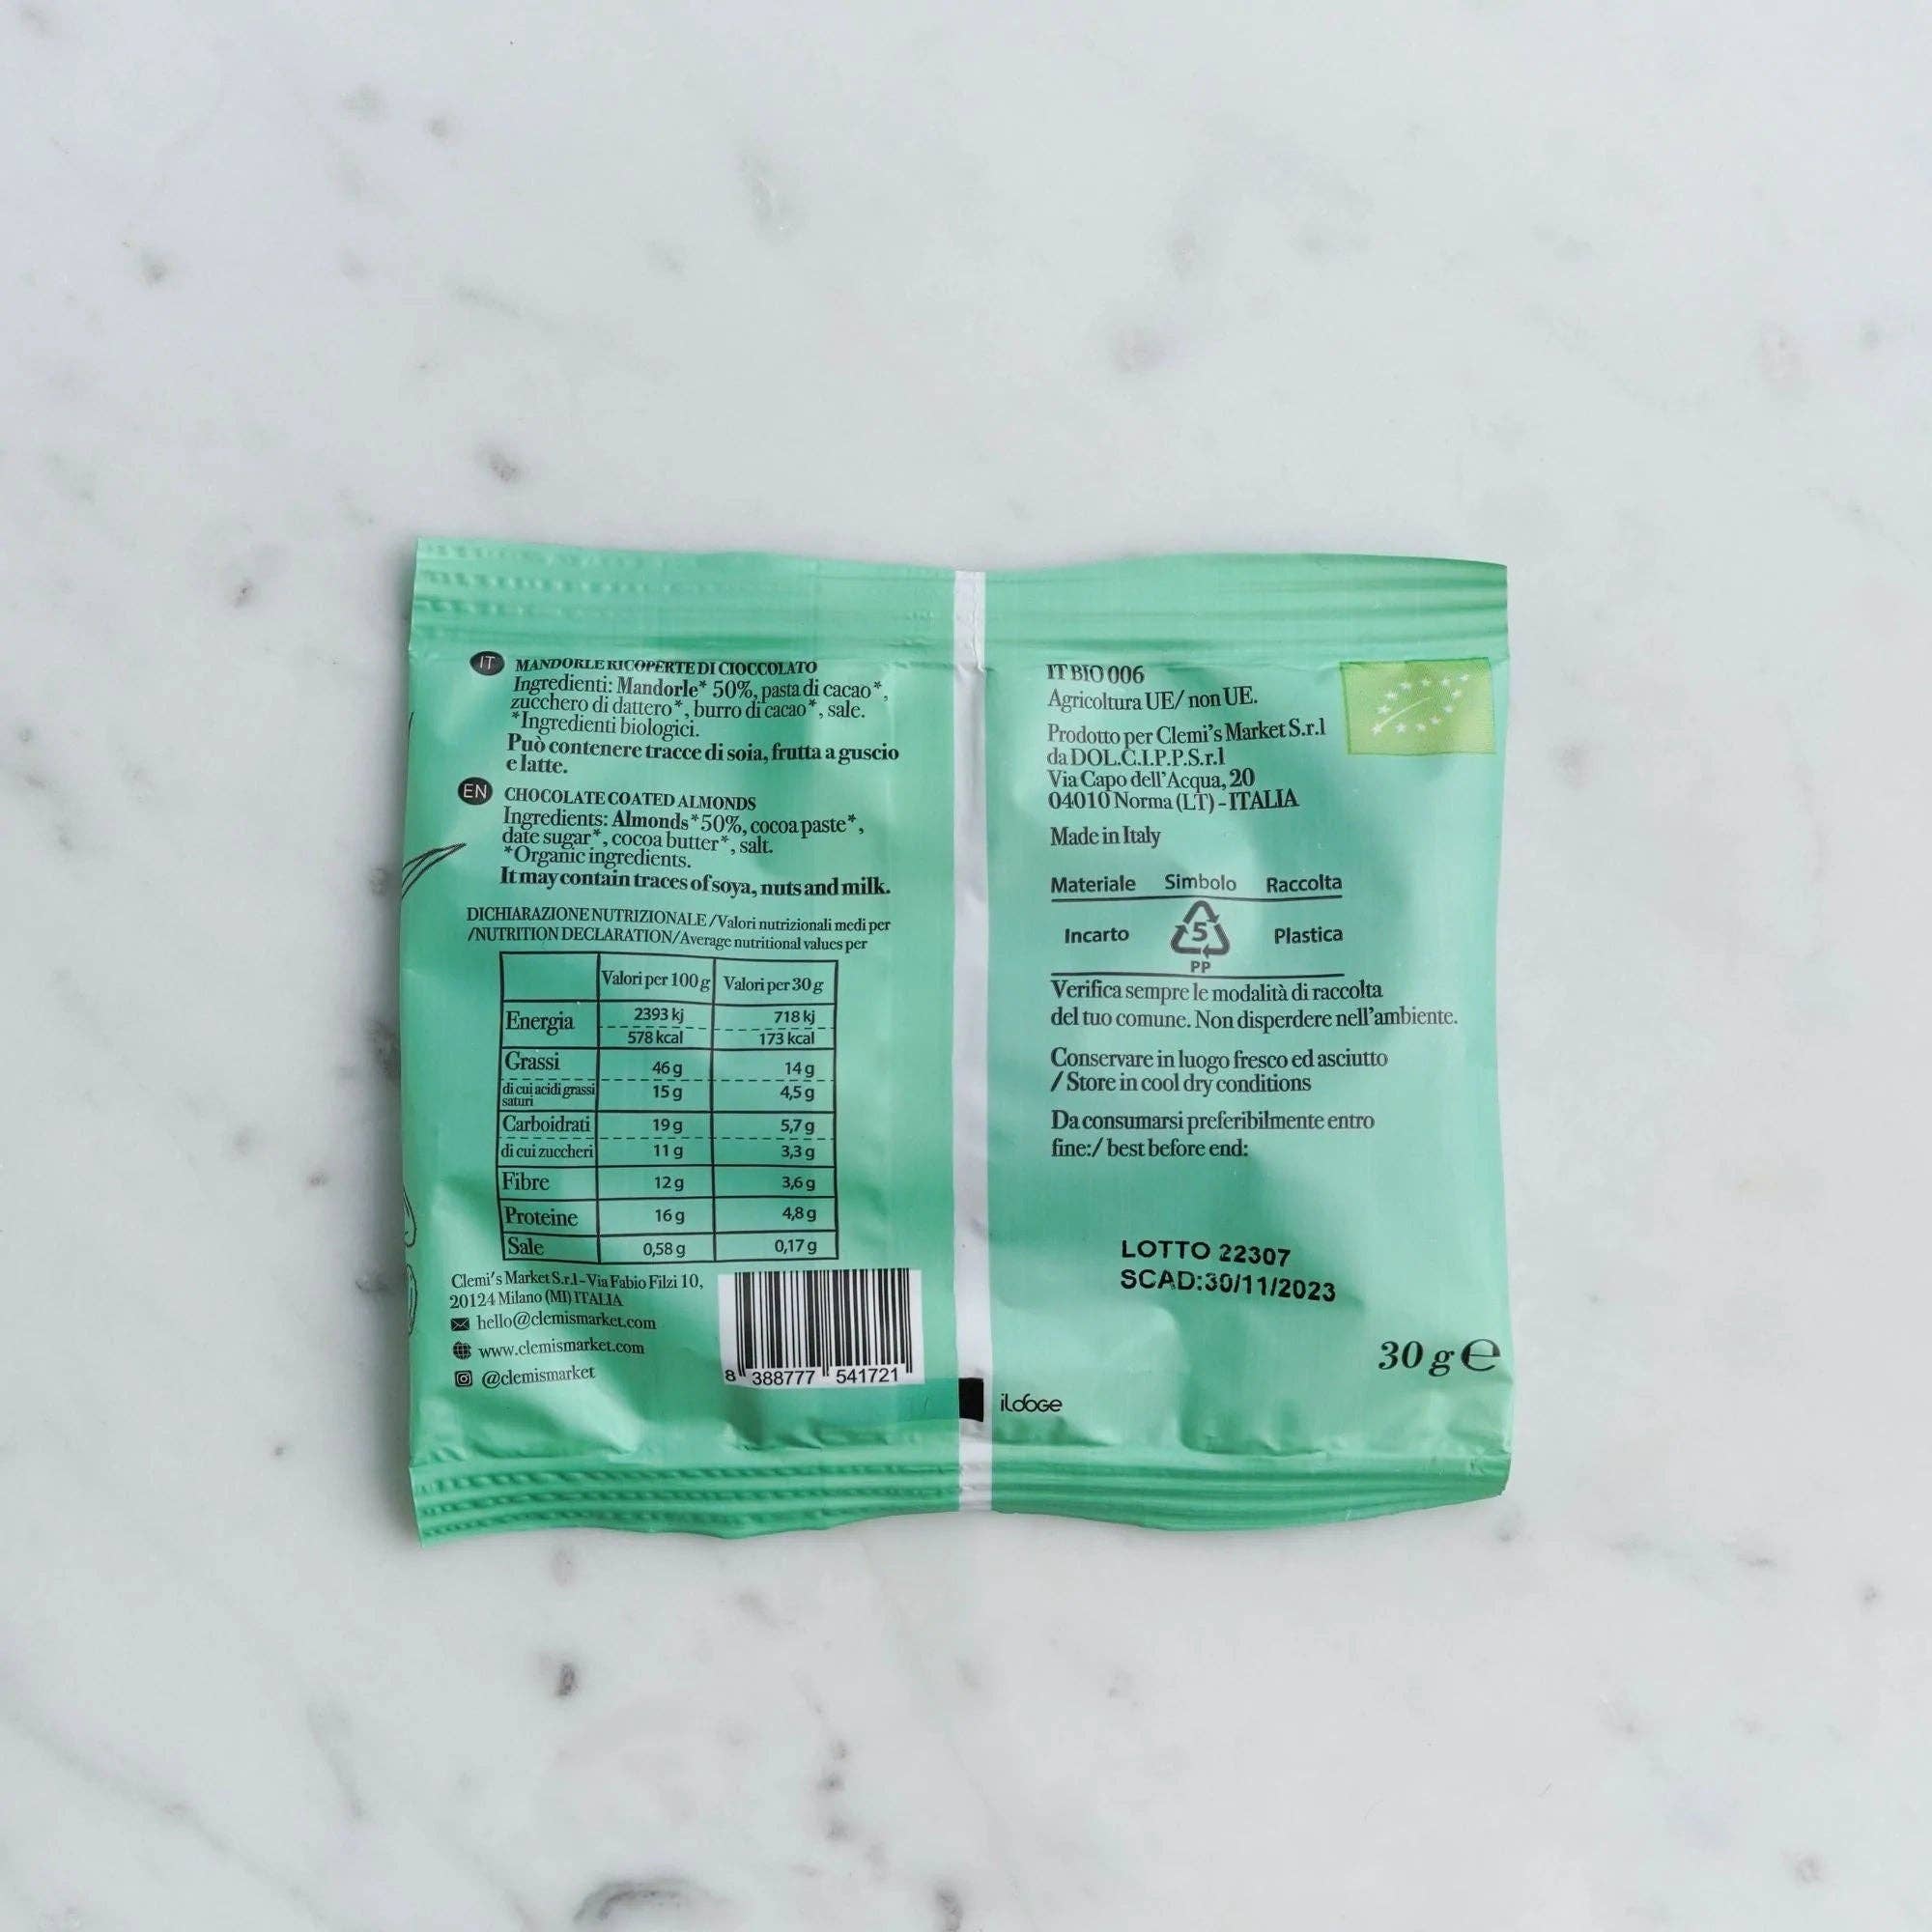 IT MANDORLE RICOPERTE DI CIOCCOLATO
Ingredienti: Mandorle* 50%, pasta di cacao*,
zucchero di dattero*, burro di cacao*, sale.
*Ingredienti biologici.
Può contenere tracce di soia, frutta a guscio
e latte.
EN CHOCOLATE COATED ALMONDS
Ingredients: Almonds* 50%, cocoa paste*,
date sugar*, cocoa butter*, salt.
*Organic ingredients.
It may contain traces of soya, nuts and milk.
DICHIARAZIONE NUTRIZIONALE /Valori nutrizionali medi per
/NUTRITION DECLARATION/Average nutritional values per
Valori per 100 g Valori per 30 g
Energia 2393 kj 718 kj
578 kcal 173 kcal
Grassi 46 g 14 g
di cui acidi grassi
saturi 15 g 4,5 g
Carboidrati 19 g 5,7 g
di cui zuccheri 11 g 3,3 g
Fibre 12 g 3,6 g
Proteine 16 g 4,8 g
Sale 0,58 g 0,17 g
Clemi's Market S.r.l-Via Fabio Filzi 10,
20124 Milano (MI) ITALIA
hello@clemismarket.com
www.clemismarket.com
@clemismarket
8 388777 541721
IT BIO 006
Agricoltura UE/ non UE.
Prodotto per Clemi's Market S.r.l
da DOL.C.I.P.P.S.r.l
Via Capo dell'Acqua, 20
04010 Norma (LT) - ITALIA
Made in Italy
Materiale Simbolo Raccolta
Incarto 5 Plastica
PP
Verifica sempre le modalità di raccolta
del tuo comune. Non disperdere nell'ambiente.
Conservare in luogo fresco ed asciutto
/ Store in cool dry conditions
Da consumarsi preferibilmente entro
fine:/ best before end:
LOTTO 22307
SCAD:30/11/2023
30 g ℮
ildoge